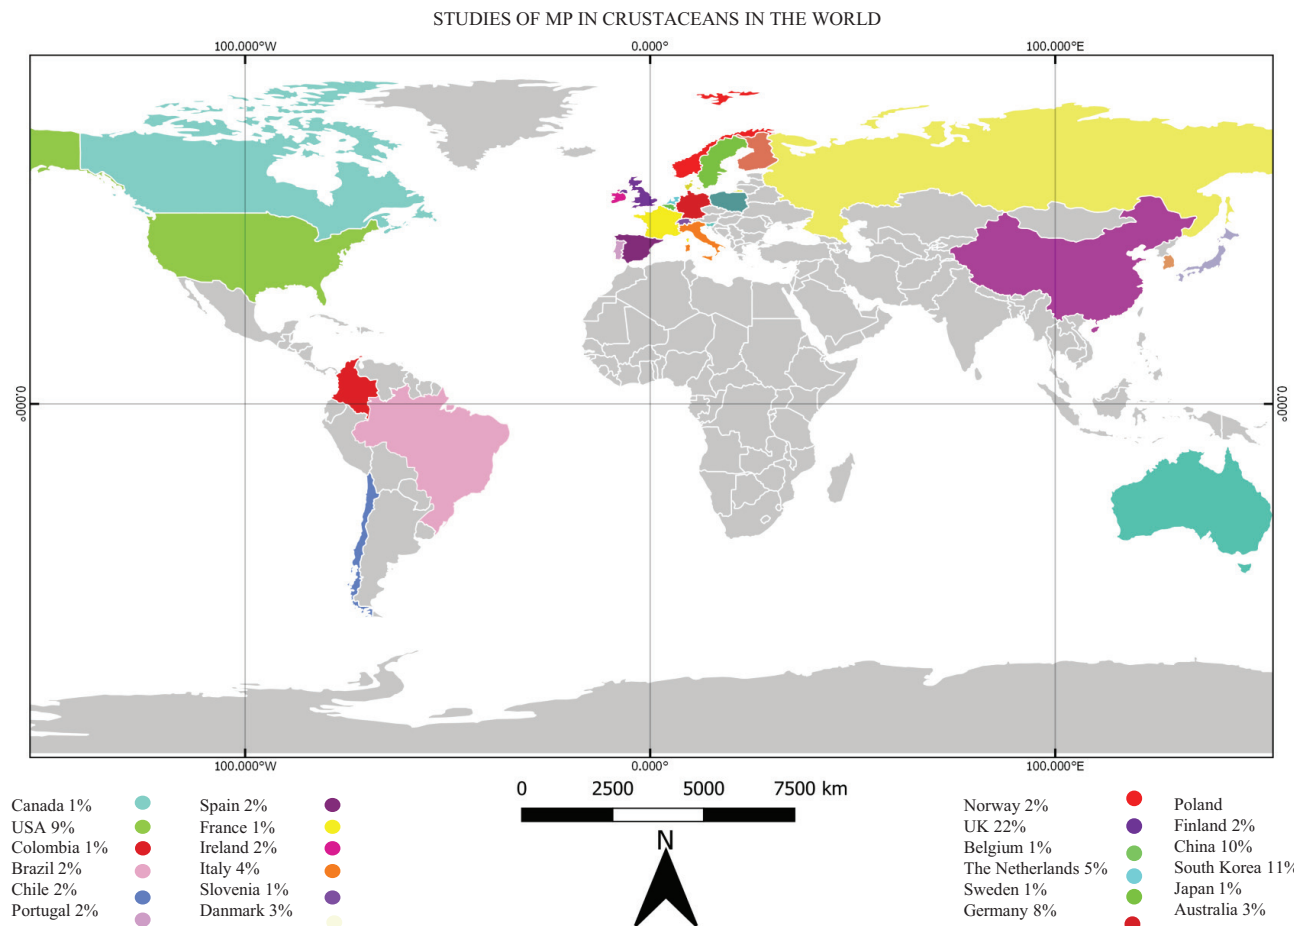 STUDIES OF MP IN CRUSTACEANS IN THE WORLD
100.000°W 0.000° 100.000°E
0.000° 0.000°
100.000°W 0.000° 100.000°E
0 2500 5000 7500 km
N
Canada 1%
USA 9%
Colombia 1%
Brazil 2%
Chile 2%
Portugal 2%
Spain 2%
France 1%
Ireland 2%
Italy 4%
Slovenia 1%
Danmark 3%
Norway 2%
UK 22%
Belgium 1%
The Netherlands 5%
Sweden 1%
Germany 8%
Poland
Finland 2%
China 10%
South Korea 11%
Japan 1%
Australia 3%